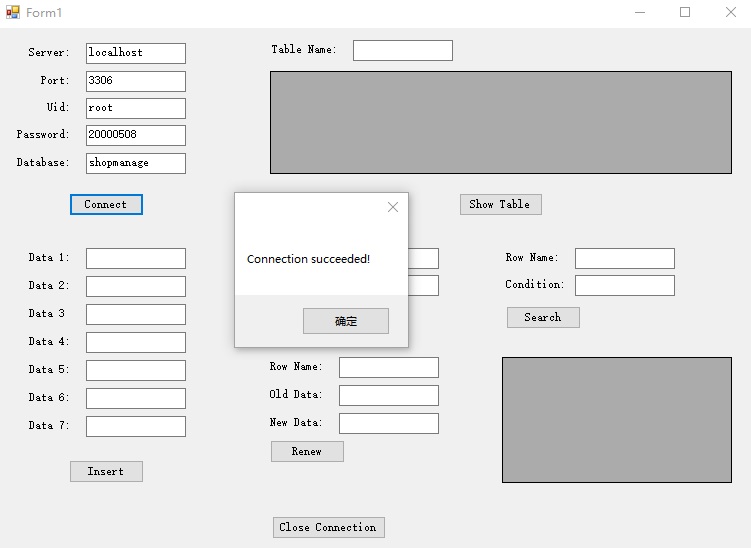 Form1
Server: localhost
Port: 3306
Uid: root
Password: 20000508
Database: shopmanage
Connect
Table Name:
Show Table
Connection succeeded!
确定
Data 1:
Data 2:
Data 3
Data 4:
Data 5:
Data 6:
Data 7:
Insert
Row Name:
Old Data:
New Data:
Renew
Row Name:
Condition:
Search
Close Connection